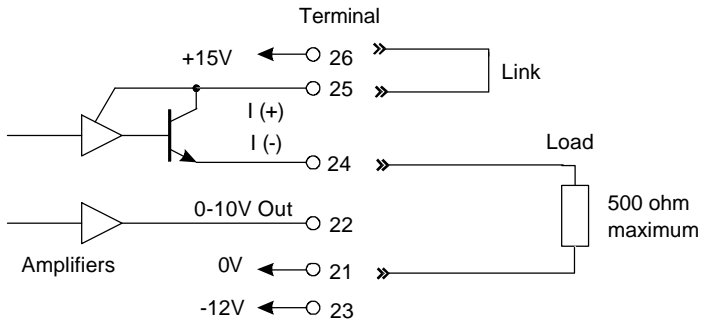 Terminal
+15V
26
Link
25
I (+)
I (-)
24
Load
500 ohm
maximum
0-10V Out
22
Amplifiers
0V
21
-12V
23